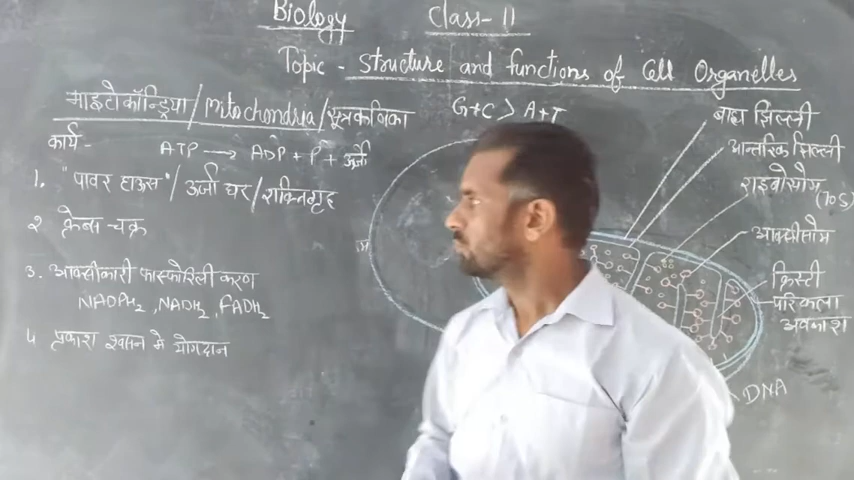 Biology Class- 11
Topic - Structure and functions of Cell Organelles
माइटोकॉन्ड्रिया / Mitochondria / सूत्रकणिका
G+C > A+T
कार्य -
ATP → ADP + P + ऊर्जा
1. "पावर हाऊस" / ऊर्जा घर / शक्तिगृह
2 क्रेब्स चक्र
3. आक्सीकारी फास्फोरिलीकरण
NADPH₂, NADH₂, FADH₂
4 प्रकाश श्वसन में योगदान
बाह्य झिल्ली
आन्तरिक झिल्ली
राइबोसोम
(70S)
आक्सीसोम
क्रिस्टी
परिकला
अवकाश
DNA